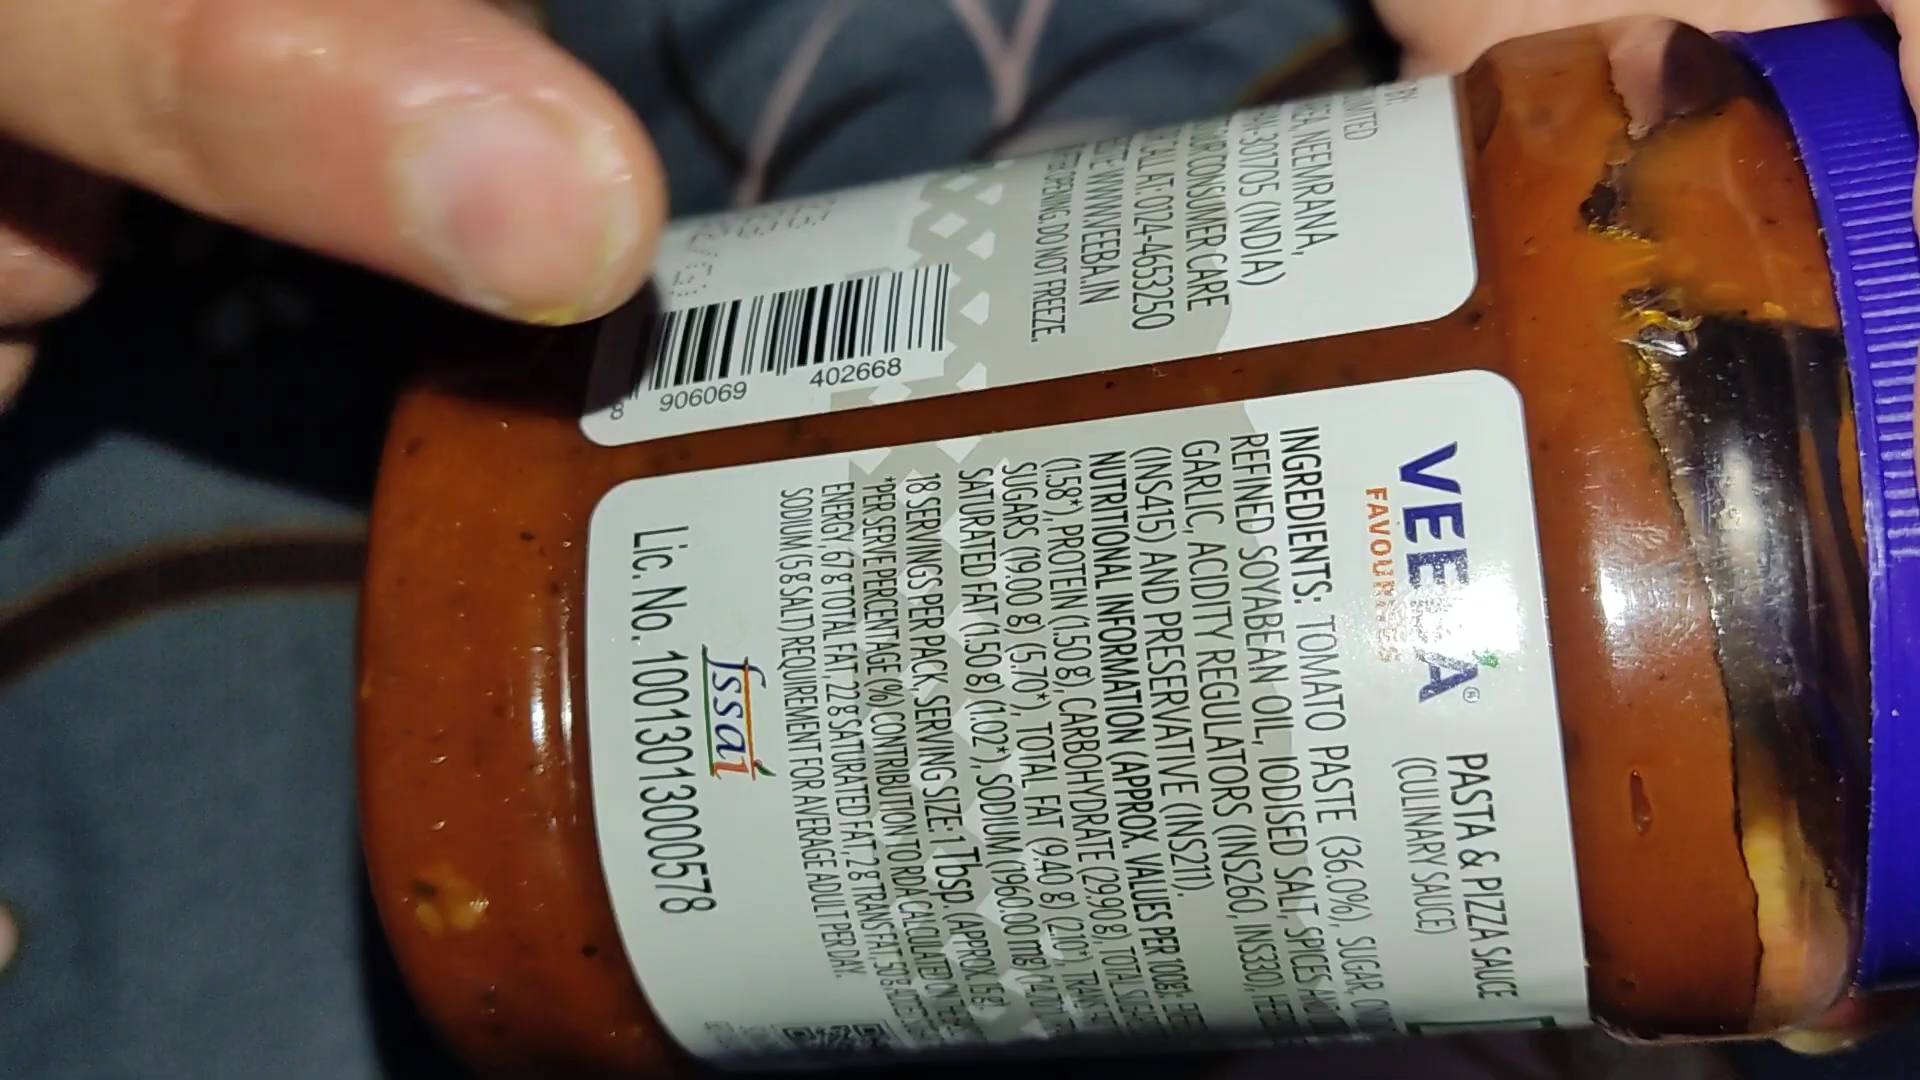 VEEBA® PASTA & PIZZA SAUCE
FAVOURITES (CULINARY SAUCE)
INGREDIENTS: TOMATO PASTE (36.0%), SUGAR,
REFINED SOYABEAN OIL, IODISED SALT, SPICES
GARLIC, ACIDITY REGULATORS (INS260, INS330),
(INS415) AND PRESERVATIVE (INS211).
NUTRITIONAL INFORMATION (APPROX. VALUES PER 100g:
(1.58*), PROTEIN (1.50 g), CARBOHYDRATE (29.90 g), TOTAL
SUGARS (9.00 g) (5.70*), TOTAL FAT (9.40 g) (2.10*), TRANS
SATURATED FAT (1.50 g) (1.02*), SODIUM (1960.00 mg)
18 SERVINGS PER PACK. SERVING SIZE: 1 Tbsp. (APPROX.
*PER SERVE PERCENTAGE (%) CONTRIBUTION TO RDA CALCULATED ON
ENERGY, 67 g TOTAL FAT, 22 g SATURATED FAT, 2 g TRANS FAT, 50 g
SODIUM (5 g SALT) REQUIREMENT FOR AVERAGE ADULT PER DAY.
fssai
Lic. No. 10013013000578
BY:
NEEMRANA,
307705 (INDIA)
CONSUMER CARE
CALL AT: 0124-4653250
WWW.VEEBA.IN
OPENING. DO NOT FREEZE.
8 906069 402668